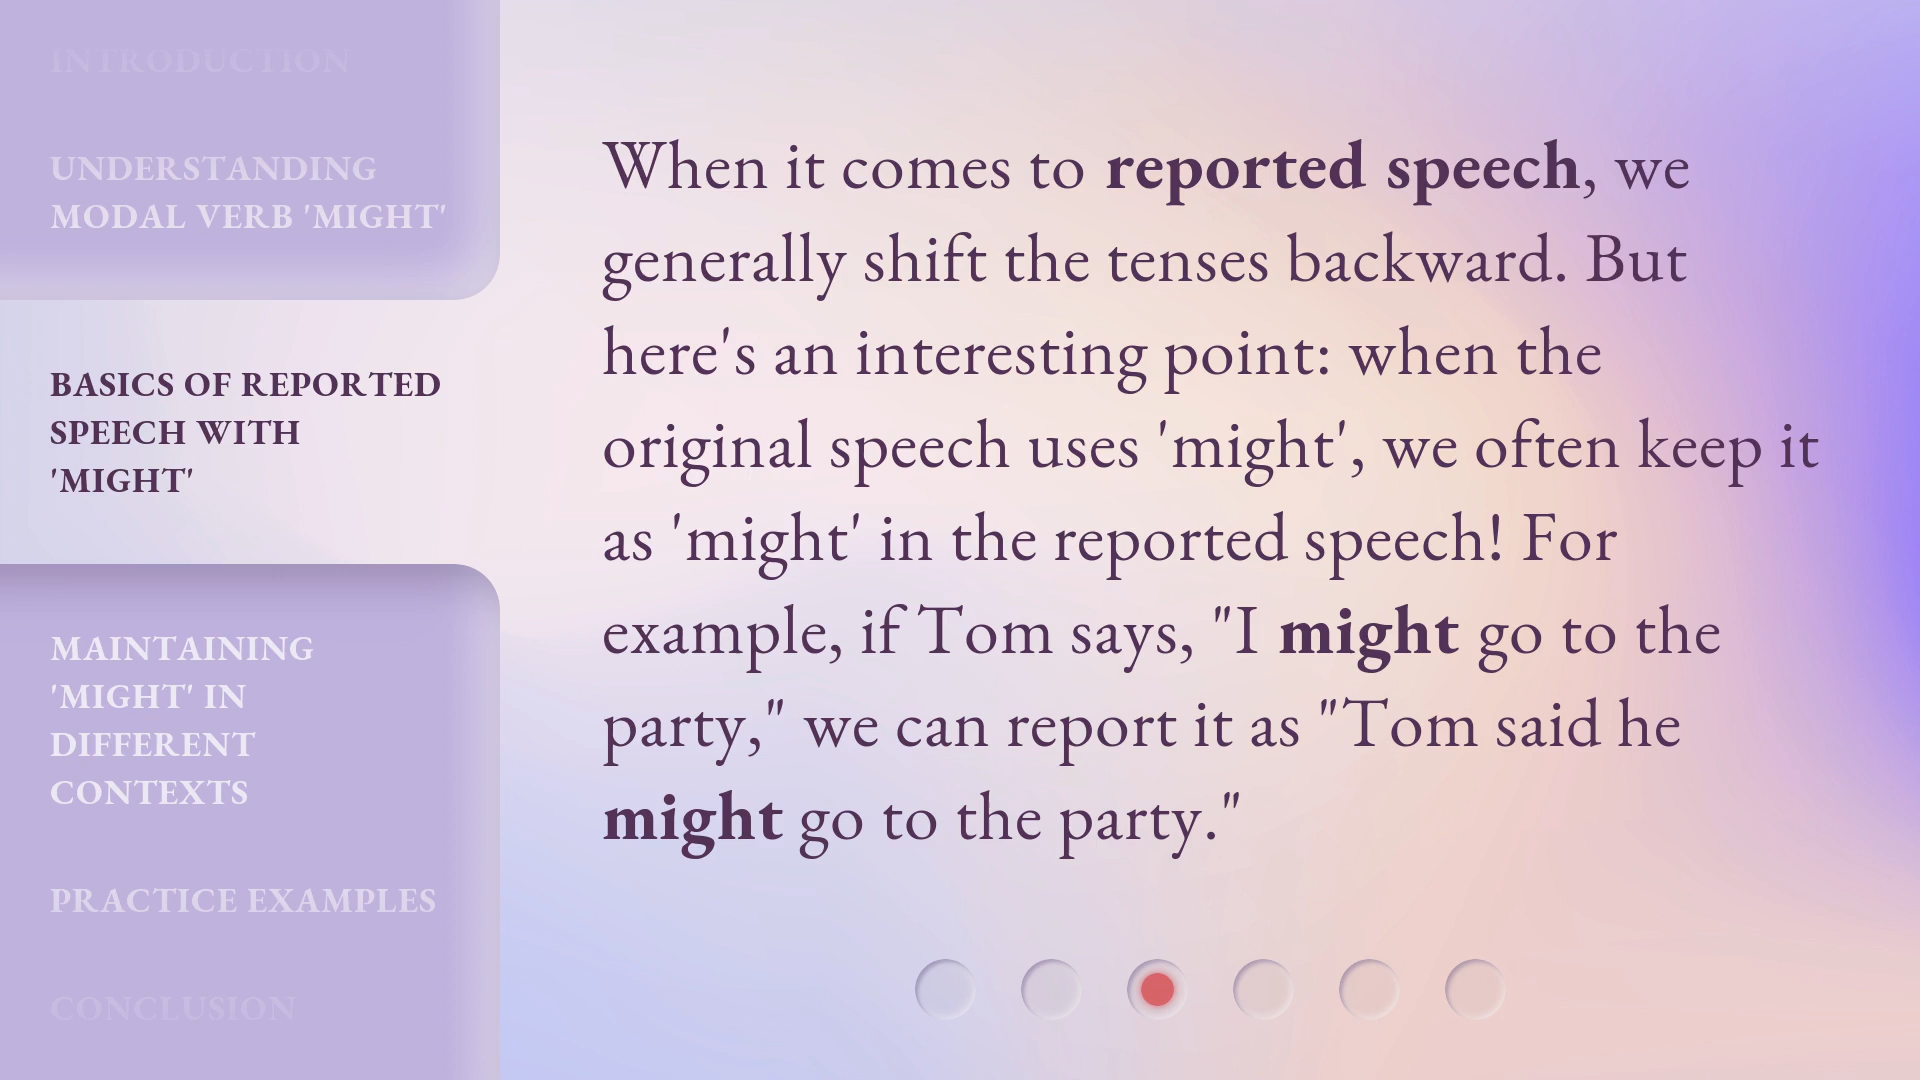 INTRODUCTION
UNDERSTANDING
MODAL VERB 'MIGHT'
BASICS OF REPORTED
SPEECH WITH
'MIGHT'
MAINTAINING
'MIGHT' IN
DIFFERENT
CONTEXTS
PRACTICE EXAMPLES
CONCLUSION
When it comes to reported speech, we
generally shift the tenses backward. But
here's an interesting point: when the
original speech uses 'might', we often keep it
as 'might' in the reported speech! For
example, if Tom says, "I might go to the
party," we can report it as "Tom said he
might go to the party."